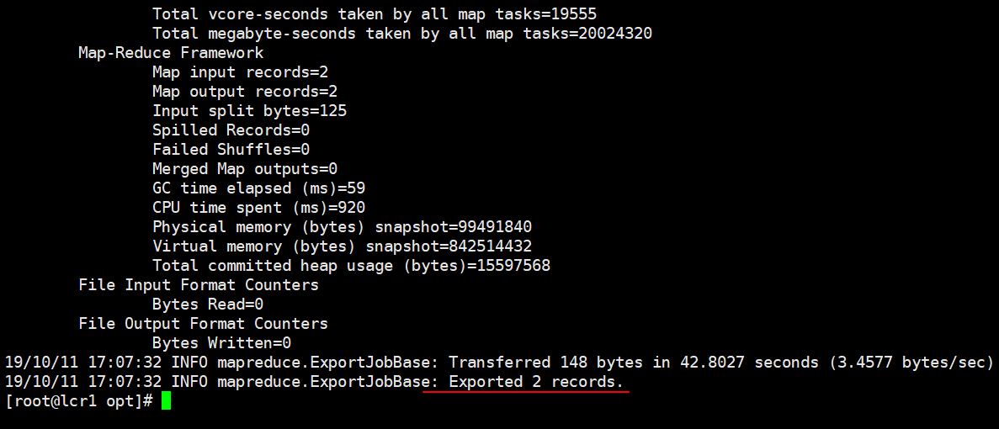 Total vcore-seconds taken by all map tasks=19555
Total megabyte-seconds taken by all map tasks=20024320
Map-Reduce Framework
Map input records=2
Map output records=2
Input split bytes=125
Spilled Records=0
Failed Shuffles=0
Merged Map outputs=0
GC time elapsed (ms)=59
CPU time spent (ms)=920
Physical memory (bytes) snapshot=99491840
Virtual memory (bytes) snapshot=842514432
Total committed heap usage (bytes)=15597568
File Input Format Counters
Bytes Read=0
File Output Format Counters
Bytes Written=0
19/10/11 17:07:32 INFO mapreduce.ExportJobBase: Transferred 148 bytes in 42.8027 seconds (3.4577 bytes/sec)
19/10/11 17:07:32 INFO mapreduce.ExportJobBase: Exported 2 records.
[root@lcr1 opt]#